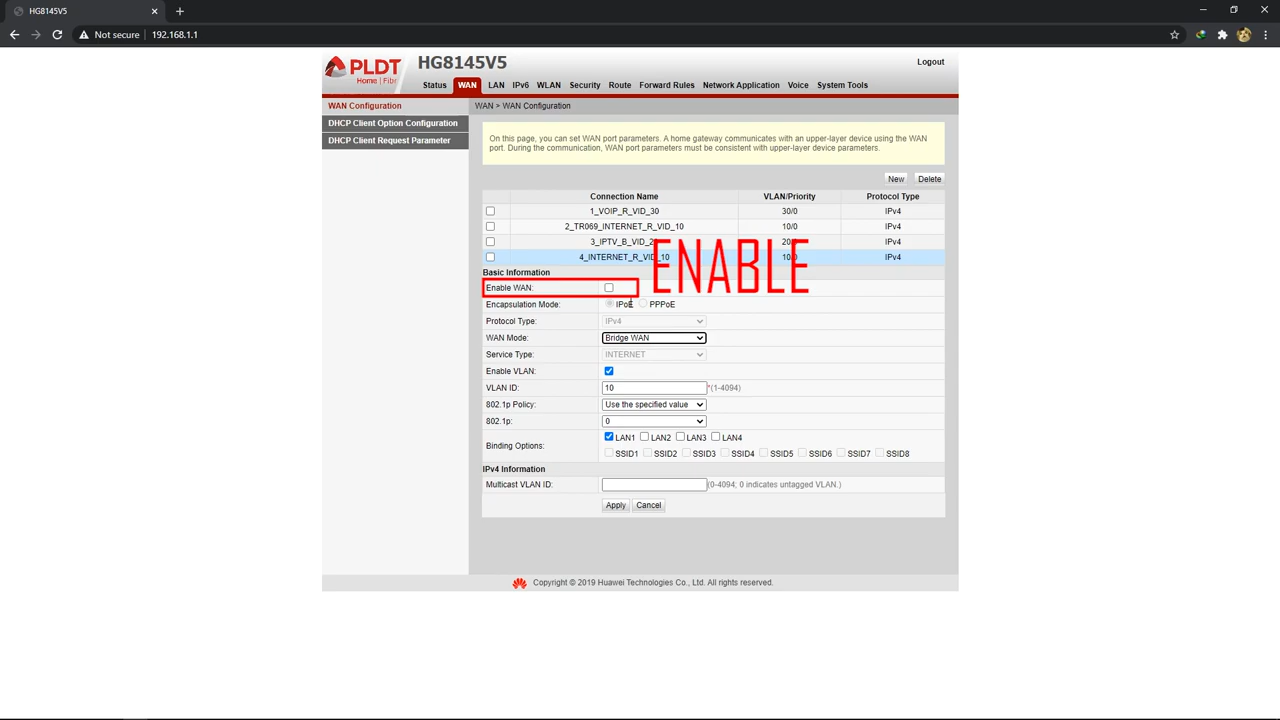 HG8145V5
Not secure 192.168.1.1
PLDT
Home | Fibr
HG8145V5
Logout
Status WAN LAN IPv6 WLAN Security Route Forward Rules Network Application Voice System Tools
WAN Configuration
DHCP Client Option Configuration
DHCP Client Request Parameter
WAN > WAN Configuration
On this page, you can set WAN port parameters. A home gateway communicates with an upper-layer device using the WAN
port. During the communication, WAN port parameters must be consistent with upper-layer device parameters.
New Delete
Connection Name VLAN/Priority Protocol Type
1_VOIP_R_VID_30 30/0 IPv4
2_TR069_INTERNET_R_VID_10 10/0 IPv4
3_IPTV_B_VID_2 20/ IPv4
4_INTERNET_R_VID_10 10/0 IPv4
ENABLE
Basic Information
Enable WAN:
Encapsulation Mode: IPoE PPPoE
Protocol Type: IPv4
WAN Mode: Bridge WAN
Service Type: INTERNET
Enable VLAN:
VLAN ID: 10 *(1-4094)
802.1p Policy: Use the specified value
802.1p: 0
Binding Options: LAN1 LAN2 LAN3 LAN4
SSID1 SSID2 SSID3 SSID4 SSID5 SSID6 SSID7 SSID8
IPv4 Information
Multicast VLAN ID: (0-4094; 0 indicates untagged VLAN.)
Apply Cancel
Copyright © 2019 Huawei Technologies Co., Ltd. All rights reserved.